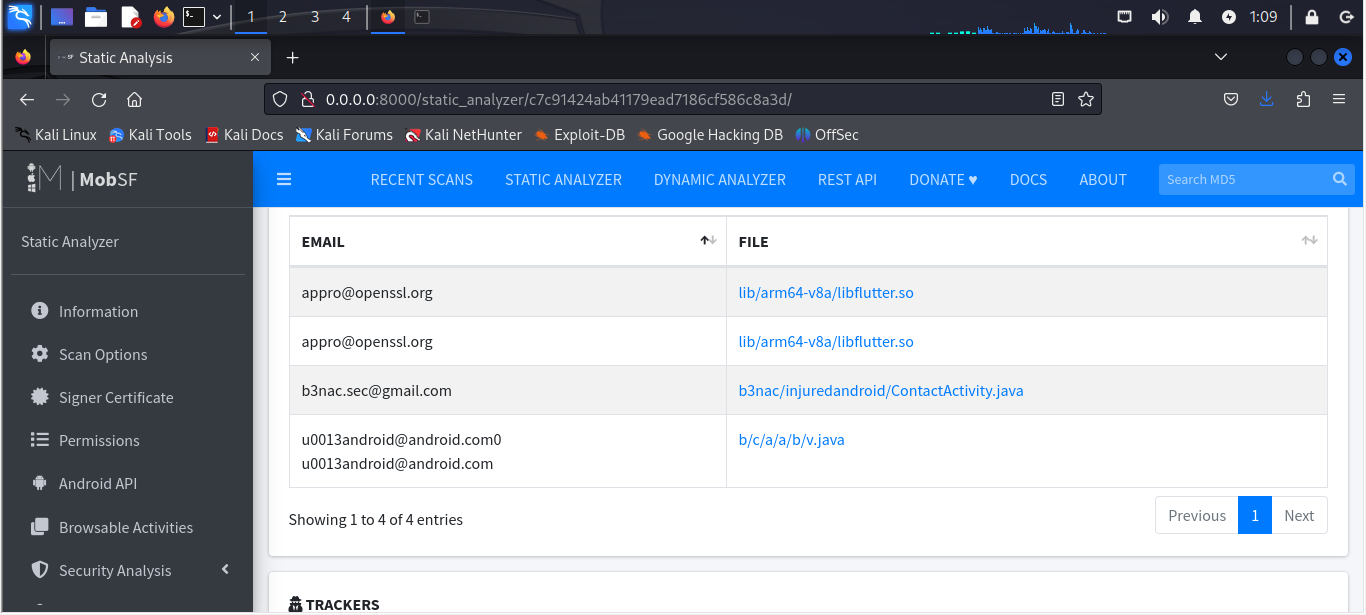 1 2 3 4 1:09
Static Analysis
0.0.0.0:8000/static_analyzer/c7c91424ab41179ead7186cf586c8a3d/
Kali Linux Kali Tools Kali Docs Kali Forums Kali NetHunter Exploit-DB Google Hacking DB OffSec
M | MobSF
RECENT SCANS STATIC ANALYZER DYNAMIC ANALYZER REST API DONATE ♥ DOCS ABOUT Search MD5
Static Analyzer
Information
Scan Options
Signer Certificate
Permissions
Android API
Browsable Activities
Security Analysis
EMAIL FILE
appro@openssl.org lib/arm64-v8a/libflutter.so
appro@openssl.org lib/arm64-v8a/libflutter.so
b3nac.sec@gmail.com b3nac/injuredandroid/ContactActivity.java
u0013android@android.com0 b/c/a/a/b/v.java
u0013android@android.com
Showing 1 to 4 of 4 entries Previous 1 Next
TRACKERS